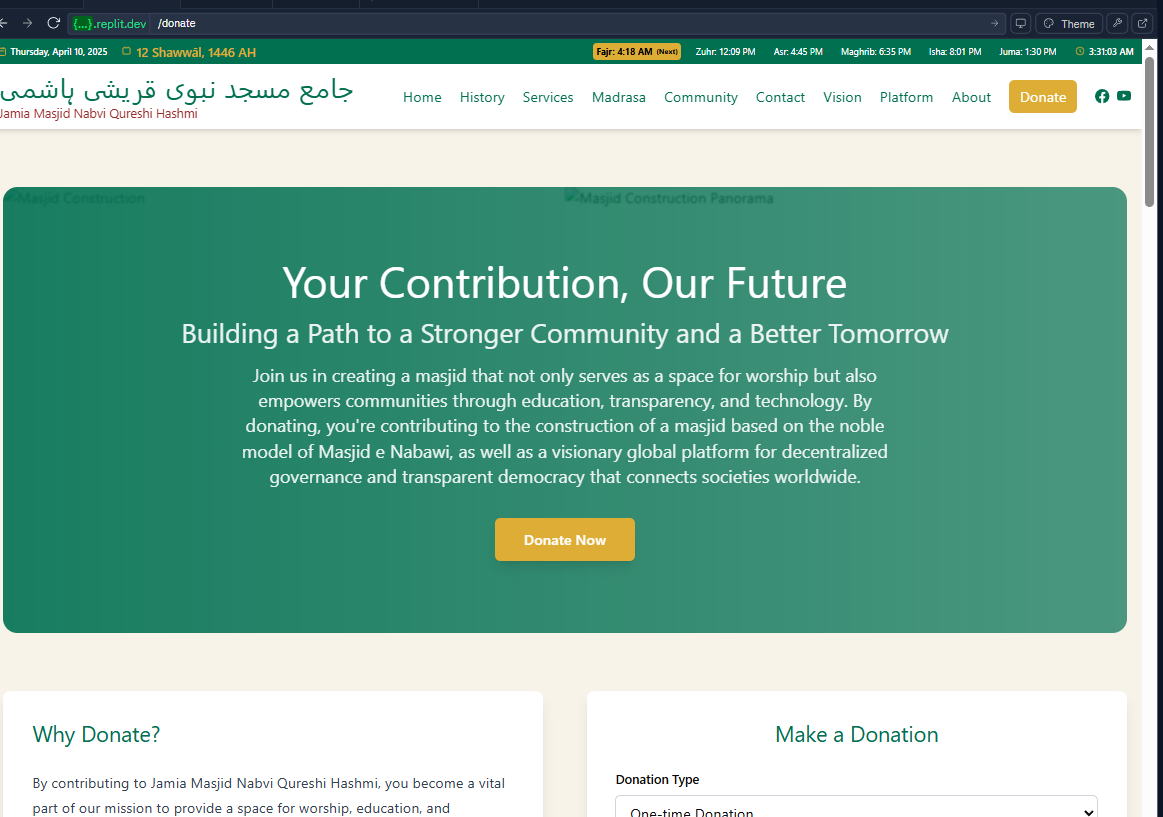 {...}.replit.dev /donate
Theme
Thursday, April 10, 2025 12 Shawwāl, 1446 AH Fajr: 4:18 AM (Next) Zuhr: 12:09 PM Asr: 4:45 PM Maghrib: 6:35 PM Isha: 8:01 PM Juma: 1:30 PM 3:31:03 AM
جامع مسجد نبوی قریشی ہاشمی
Jamia Masjid Nabvi Qureshi Hashmi
Home History Services Madrasa Community Contact Vision Platform About Donate
Masjid Construction
Masjid Construction Panorama
Your Contribution, Our Future
Building a Path to a Stronger Community and a Better Tomorrow
Join us in creating a masjid that not only serves as a space for worship but also
empowers communities through education, transparency, and technology. By
donating, you're contributing to the construction of a masjid based on the noble
model of Masjid e Nabawi, as well as a visionary global platform for decentralized
governance and transparent democracy that connects societies worldwide.
Donate Now
Why Donate?
By contributing to Jamia Masjid Nabvi Qureshi Hashmi, you become a vital
part of our mission to provide a space for worship, education, and
Make a Donation
Donation Type
One-time Donation